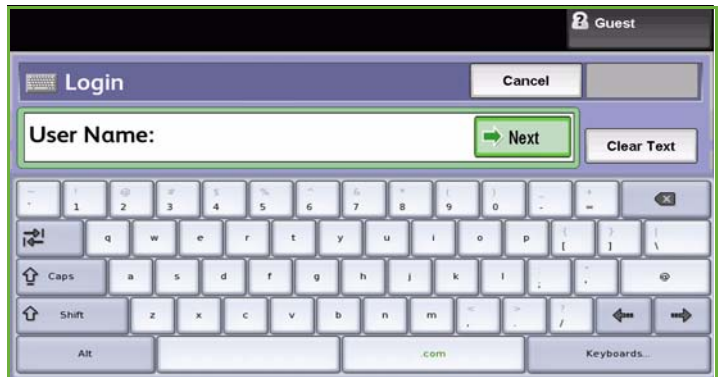 Guest
Login
Cancel
User Name:
Next
Clear Text
~ ! @ # $ % ^ & * ( ) _ +
` 1 2 3 4 5 6 7 8 9 0 - =
q w e r t y u i o p { [ } ] | \
Caps a s d f g h j k l : ; " ' @
Shift z x c v b n m < , > . ? /
Alt .com Keyboards...